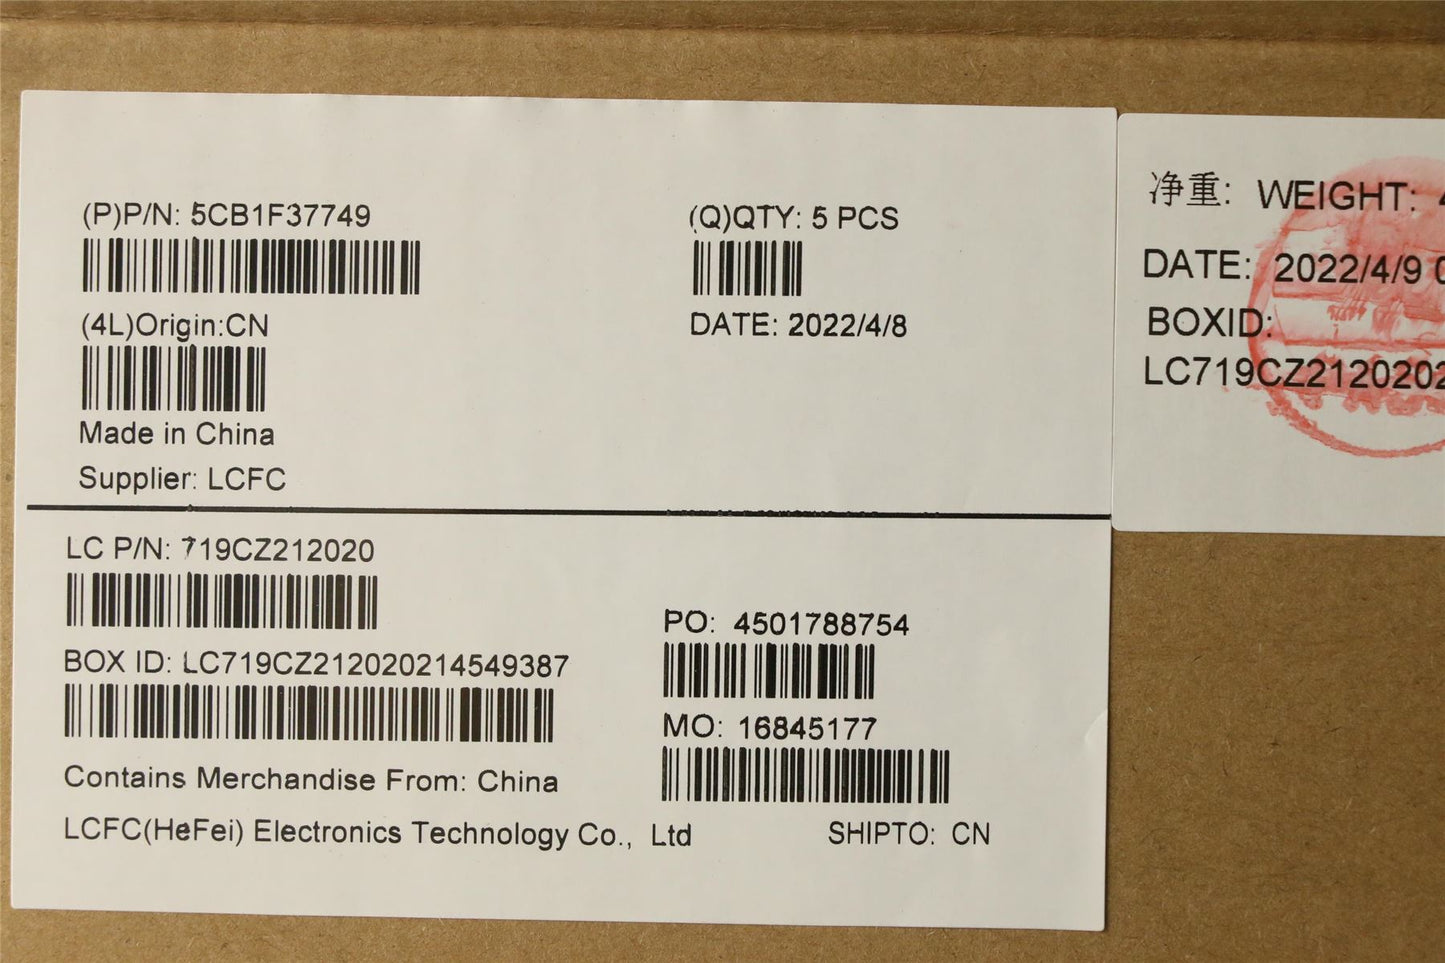 (P)P/N: 5CB1F37749
(Q)QTY: 5 PCS
(4L)Origin:CN
DATE: 2022/4/8
Made in China
Supplier: LCFC
LC P/N: 719CZ212020
PO: 4501788754
BOX ID: LC719CZ212020214549387
MO: 16845177
Contains Merchandise From: China
LCFC(HeFei) Electronics Technology Co., Ltd
SHIPTO: CN
净重: WEIGHT:
DATE: 2022/4/9
BOXID:
LC719CZ2120202